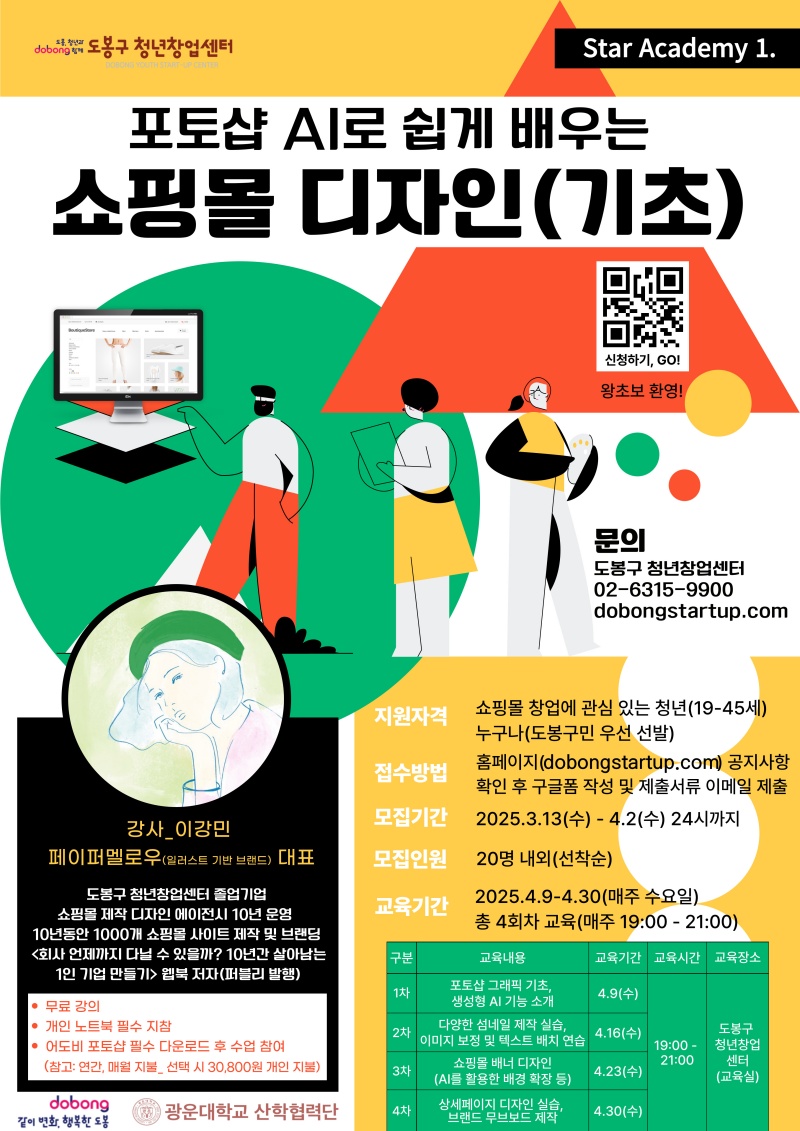 도봉, 청년과 함께
dobong 도봉구 청년창업센터
DOBONG YOUTH START-UP CENTER
Star Academy 1.
포토샵 AI로 쉽게 배우는
쇼핑몰 디자인(기초)
신청하기, GO!
왕초보 환영!
BoutiqueStore
문의
도봉구 청년창업센터
02-6315-9900
dobongstartup.com
강사_이강민
페이퍼멜로우(일러스트 기반 브랜드) 대표
도봉구 청년창업센터 졸업기업
쇼핑몰 제작 디자인 에이전시 10년 운영
10년동안 1000개 쇼핑몰 사이트 제작 및 브랜딩
<회사 언제까지 다닐 수 있을까? 10년간 살아남는
1인 기업 만들기> 웹북 저자(퍼블리 발행)
• 무료 강의
• 개인 노트북 필수 지참
• 어도비 포토샵 필수 다운로드 후 수업 참여
(참고: 연간, 매월 지불_ 선택 시 30,800원 개인 지불)
dobong
같이 변화, 행복한 도봉
광운대학교 산학협력단
지원자격 쇼핑몰 창업에 관심 있는 청년(19-45세)
누구나(도봉구민 우선 선발)
접수방법 홈페이지(dobongstartup.com) 공지사항
확인 후 구글폼 작성 및 제출서류 이메일 제출
모집기간 2025.3.13(수) - 4.2(수) 24시까지
모집인원 20명 내외(선착순)
교육기간 2025.4.9-4.30(매주 수요일)
총 4회차 교육(매주 19:00 - 21:00)
구분 교육내용 교육기간 교육시간 교육장소
1차 포토샵 그래픽 기초,
생성형 AI 기능 소개 4.9(수)
2차 다양한 섬네일 제작 실습,
이미지 보정 및 텍스트 배치 연습 4.16(수)
3차 쇼핑몰 배너 디자인
(AI를 활용한 배경 확장 등) 4.23(수)
4차 상세페이지 디자인 실습,
브랜드 무브보드 제작 4.30(수)
19:00 -
21:00
도봉구
청년창업
센터
(교육실)